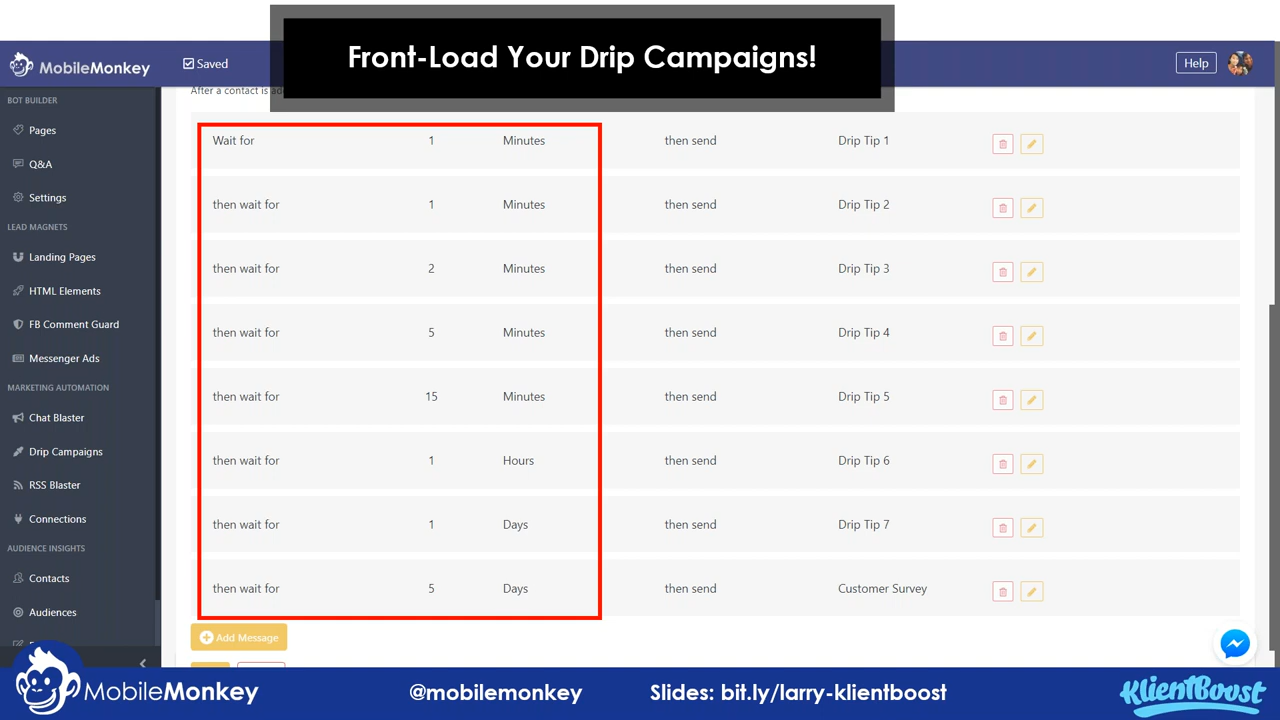 Front-Load Your Drip Campaigns!
MobileMonkey
Saved
Help
BOT BUILDER
Pages
Q&A
Settings
LEAD MAGNETS
Landing Pages
HTML Elements
FB Comment Guard
Messenger Ads
MARKETING AUTOMATION
Chat Blaster
Drip Campaigns
RSS Blaster
Connections
AUDIENCE INSIGHTS
Contacts
Audiences
After a contact is
Wait for 1 Minutes then send Drip Tip 1
then wait for 1 Minutes then send Drip Tip 2
then wait for 2 Minutes then send Drip Tip 3
then wait for 5 Minutes then send Drip Tip 4
then wait for 15 Minutes then send Drip Tip 5
then wait for 1 Hours then send Drip Tip 6
then wait for 1 Days then send Drip Tip 7
then wait for 5 Days then send Customer Survey
Add Message
MobileMonkey
@mobilemonkey
Slides: bit.ly/larry-klientboost
KlientBoost